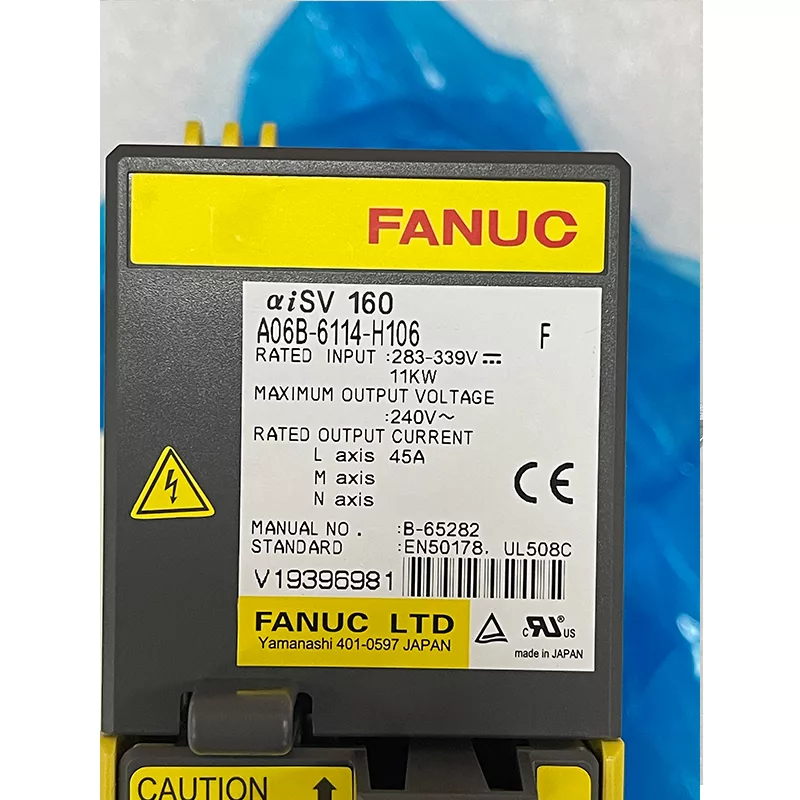 FANUC
αiSV 160
A06B-6114-H106 F
RATED INPUT :283-339V⎓
11KW
MAXIMUM OUTPUT VOLTAGE
:240V～
RATED OUTPUT CURRENT
L axis 45A
M axis
N axis
CE
MANUAL NO. :B-65282
STANDARD :EN50178. UL508C
V19396981
FANUC LTD
Yamanashi 401-0597 JAPAN
c RU US
made in JAPAN
CAUTION